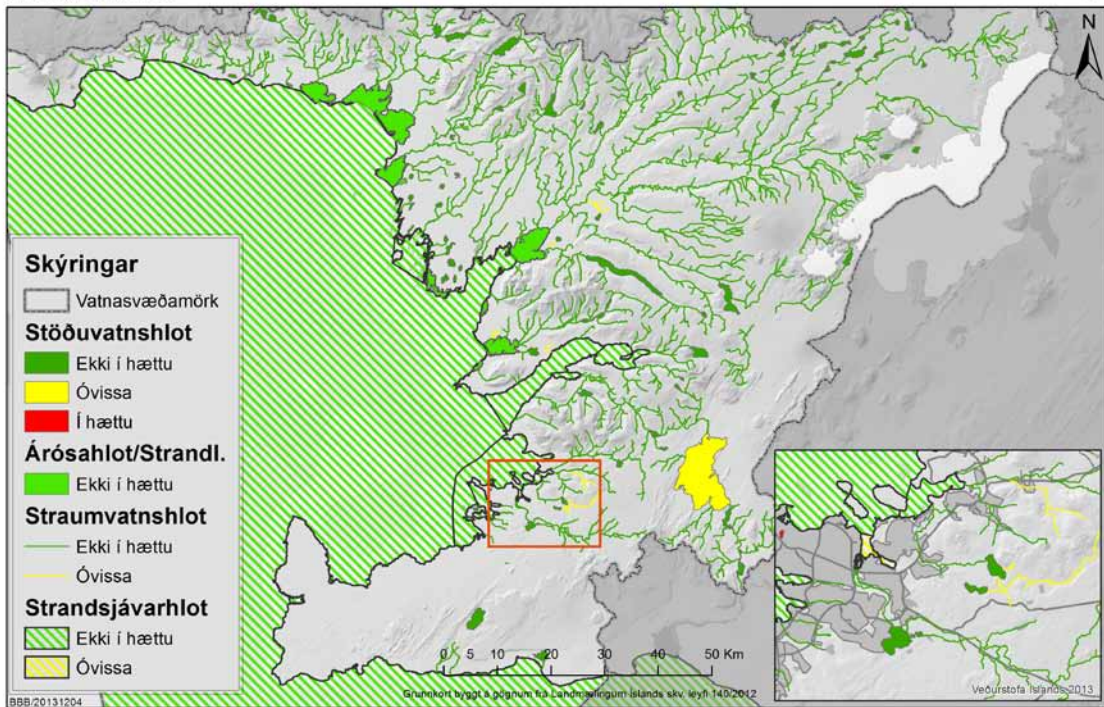 N
Skýringar
Vatnasvæðamörk
Stöðuvatnshlot
Ekki í hættu
Óvissa
Í hættu
Árósahlot/Strandl.
Ekki í hættu
Straumvatnshlot
Ekki í hættu
Óvissa
Strandsjávarhlot
Ekki í hættu
Óvissa
0 10 20 30 40 50 Km
Grunnkort byggt á gögnum frá Landmælingum Íslands skv. leyfi 140/2012
Veðurstofa Íslands 2013
BBB/20131204